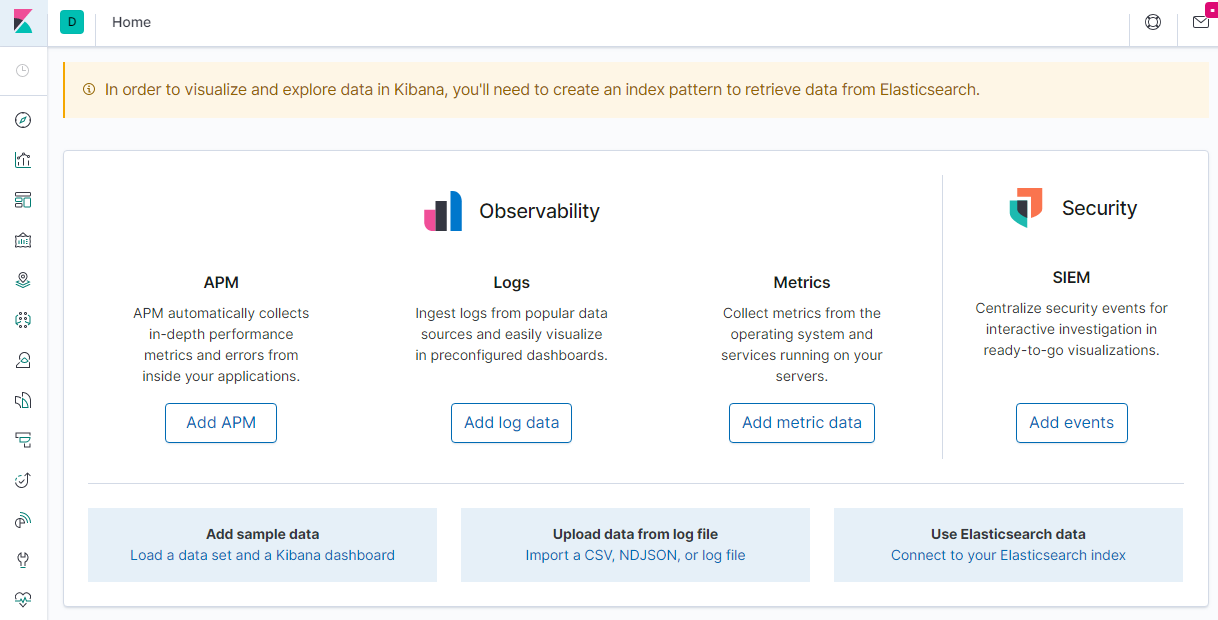 D
Home
In order to visualize and explore data in Kibana, you'll need to create an index pattern to retrieve data from Elasticsearch.
Observability
Security
APM
APM automatically collects
in-depth performance
metrics and errors from
inside your applications.
Add APM
Logs
Ingest logs from popular data
sources and easily visualize
in preconfigured dashboards.
Add log data
Metrics
Collect metrics from the
operating system and
services running on your
servers.
Add metric data
SIEM
Centralize security events for
interactive investigation in
ready-to-go visualizations.
Add events
Add sample data
Load a data set and a Kibana dashboard
Upload data from log file
Import a CSV, NDJSON, or log file
Use Elasticsearch data
Connect to your Elasticsearch index